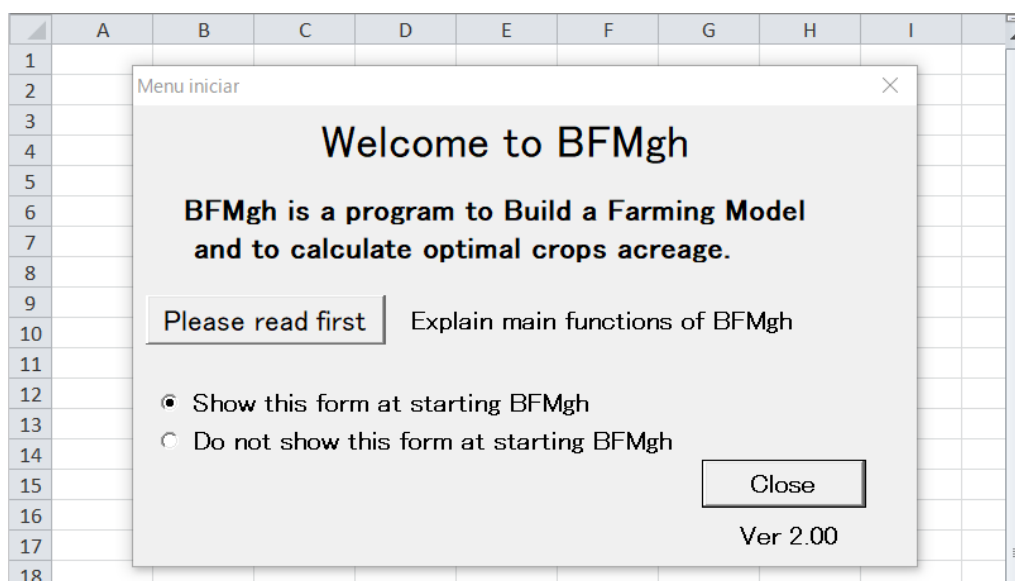 A B C D E F G H I
1
2
3
4
5
6
7
8
9
10
11
12
13
14
15
16
17
18
Menu iniciar
Welcome to BFMgh
BFMgh is a program to Build a Farming Model
and to calculate optimal crops acreage.
Please read first Explain main functions of BFMgh
Show this form at starting BFMgh
Do not show this form at starting BFMgh
Close
Ver 2.00